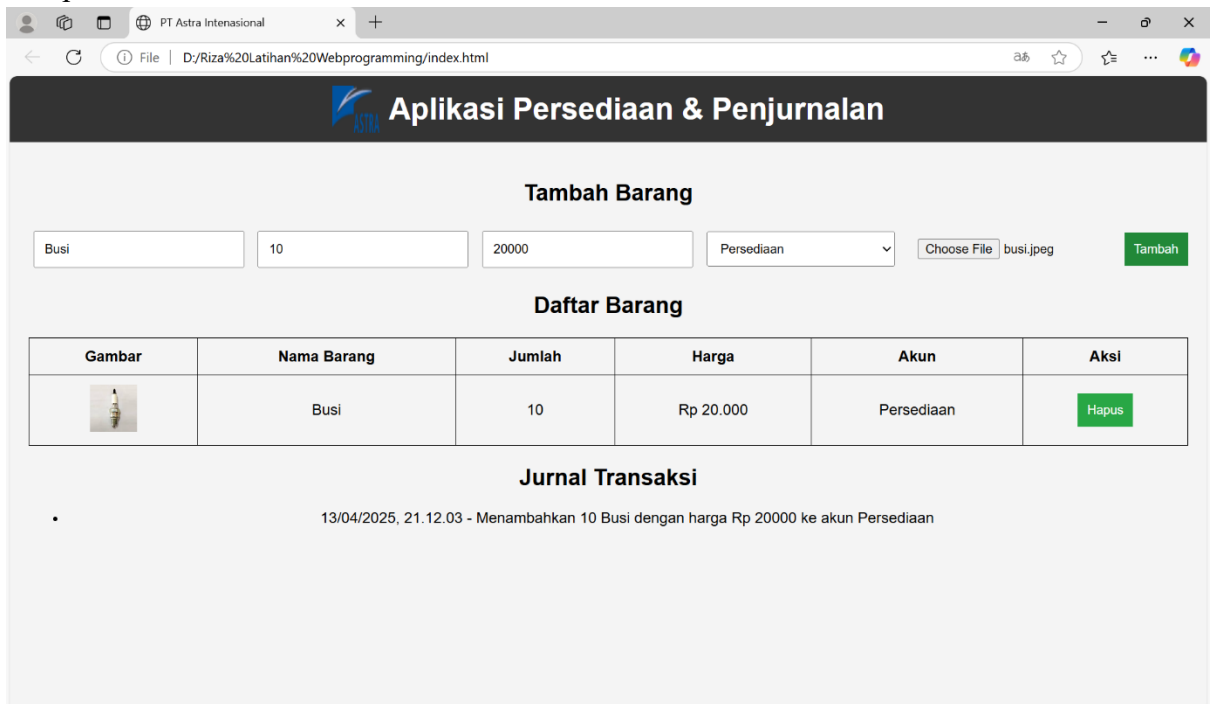 PT Astra Intenasional
File | D:/Riza%20Latihan%20Webprogramming/index.html
ASTRA Aplikasi Persediaan & Penjurnalan
Tambah Barang
Busi 10 20000 Persediaan Choose File busi.jpeg Tambah
Daftar Barang
Gambar Nama Barang Jumlah Harga Akun Aksi
Busi 10 Rp 20.000 Persediaan Hapus
Jurnal Transaksi
• 13/04/2025, 21.12.03 - Menambahkan 10 Busi dengan harga Rp 20000 ke akun Persediaan